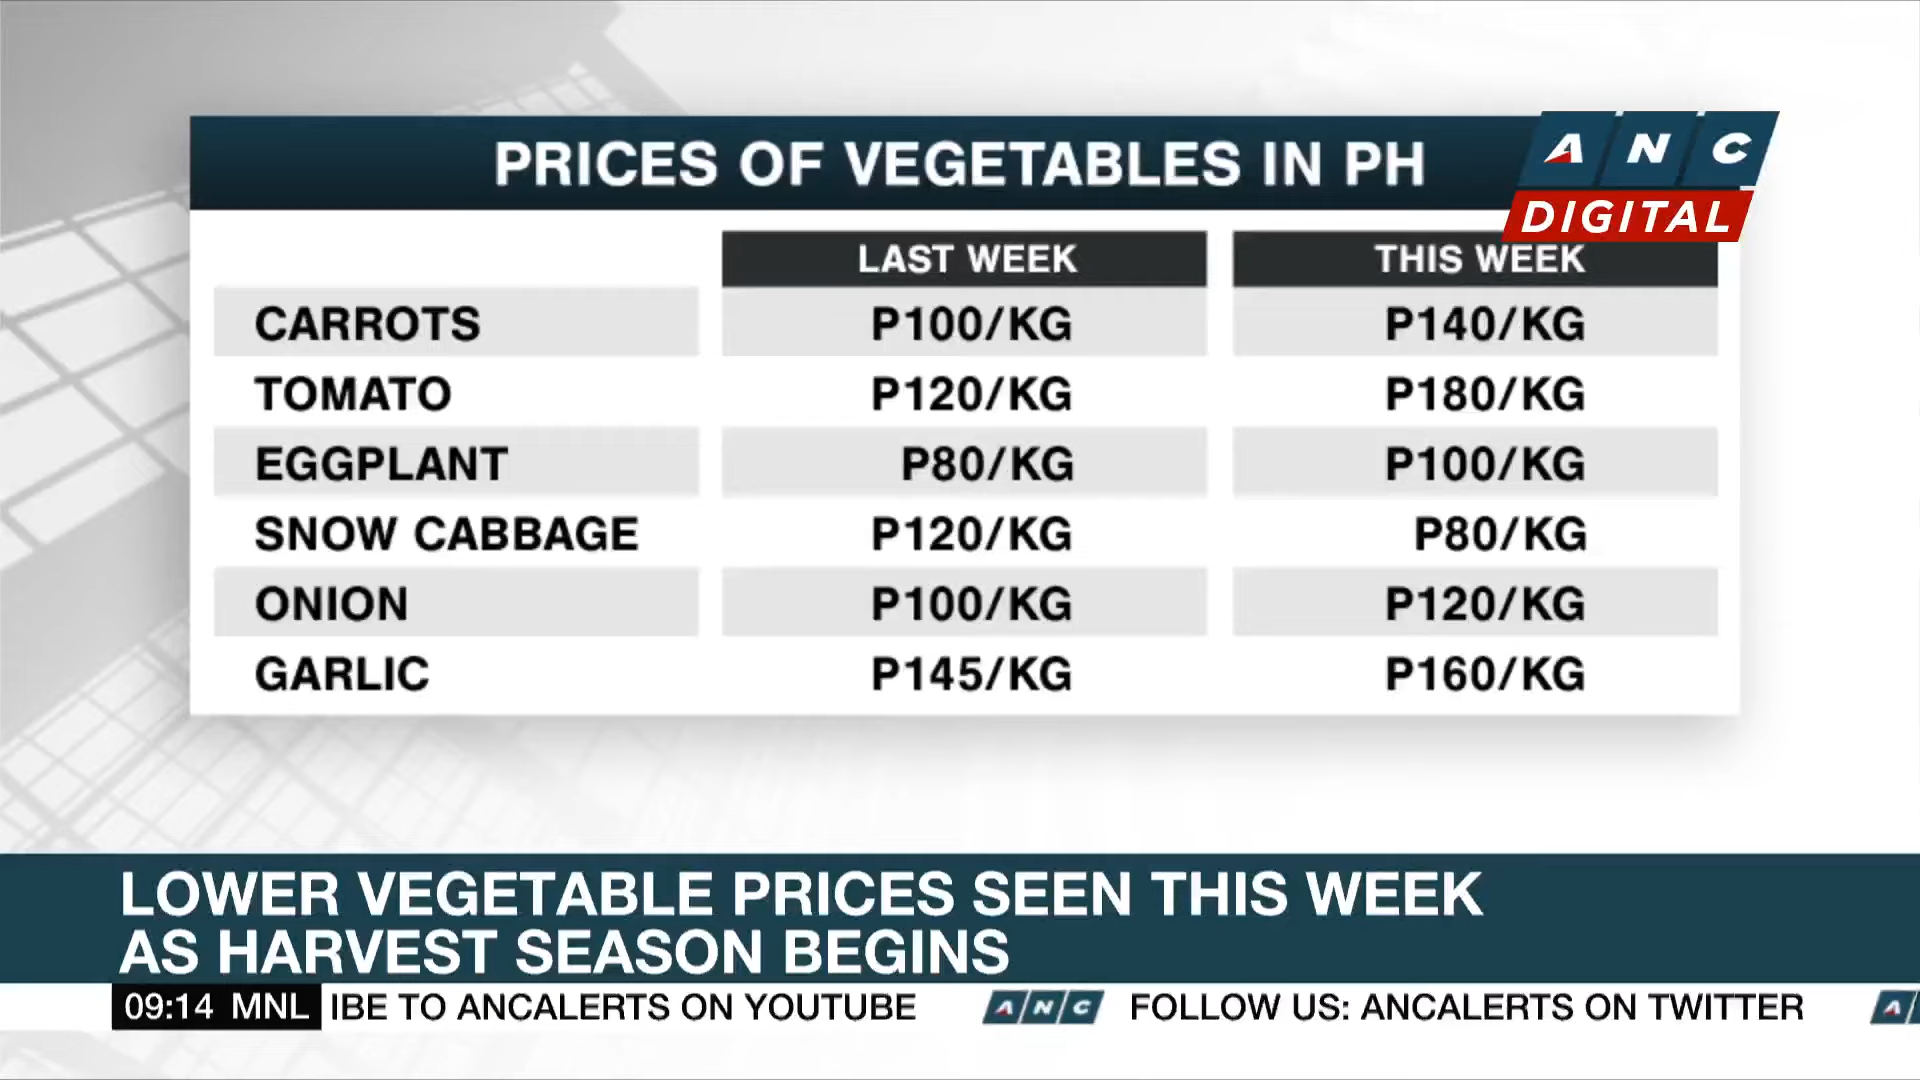 PRICES OF VEGETABLES IN PH
ANC
DIGITAL
LAST WEEK THIS WEEK
CARROTS P100/KG P140/KG
TOMATO P120/KG P180/KG
EGGPLANT P80/KG P100/KG
SNOW CABBAGE P120/KG P80/KG
ONION P100/KG P120/KG
GARLIC P145/KG P160/KG
LOWER VEGETABLE PRICES SEEN THIS WEEK
AS HARVEST SEASON BEGINS
09:14 MNL IBE TO ANCALERTS ON YOUTUBE ANC FOLLOW US: ANCALERTS ON TWITTER A